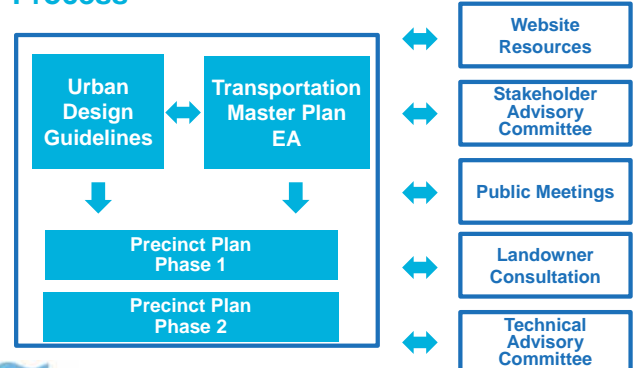 Process
Urban
Design
Guidelines
Transportation
Master Plan
EA
Precinct Plan
Phase 1
Precinct Plan
Phase 2
Website
Resources
Stakeholder
Advisory
Committee
Public Meetings
Landowner
Consultation
Technical
Advisory
Committee